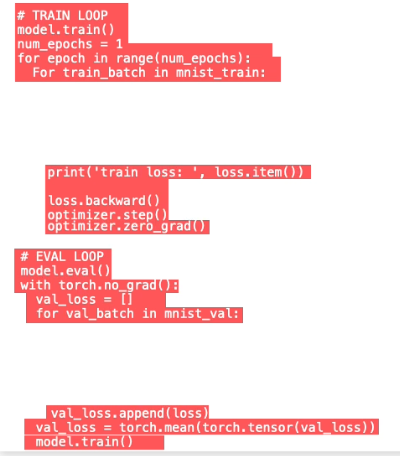 # TRAIN LOOP
model.train()
num_epochs = 1
for epoch in range(num_epochs):
For train_batch in mnist_train:
print('train loss: ', loss.item())
loss.backward()
optimizer.step()
optimizer.zero_grad()
# EVAL LOOP
model.eval()
with torch.no_grad():
val_loss = []
for val_batch in mnist_val:
val_loss.append(loss)
val_loss = torch.mean(torch.tensor(val_loss))
model.train()